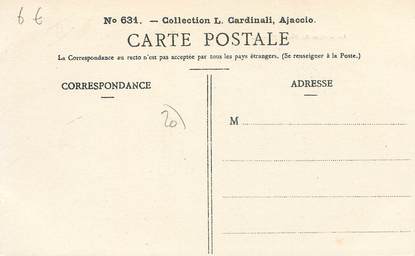 6 €
No 631. — Collection L. Cardinali, Ajaccio.
CARTE POSTALE
La Correspondance au recto n'est pas acceptée par tous les pays étrangers. (Se renseigner à la Poste.)
CORRESPONDANCE
ADRESSE
20)
M